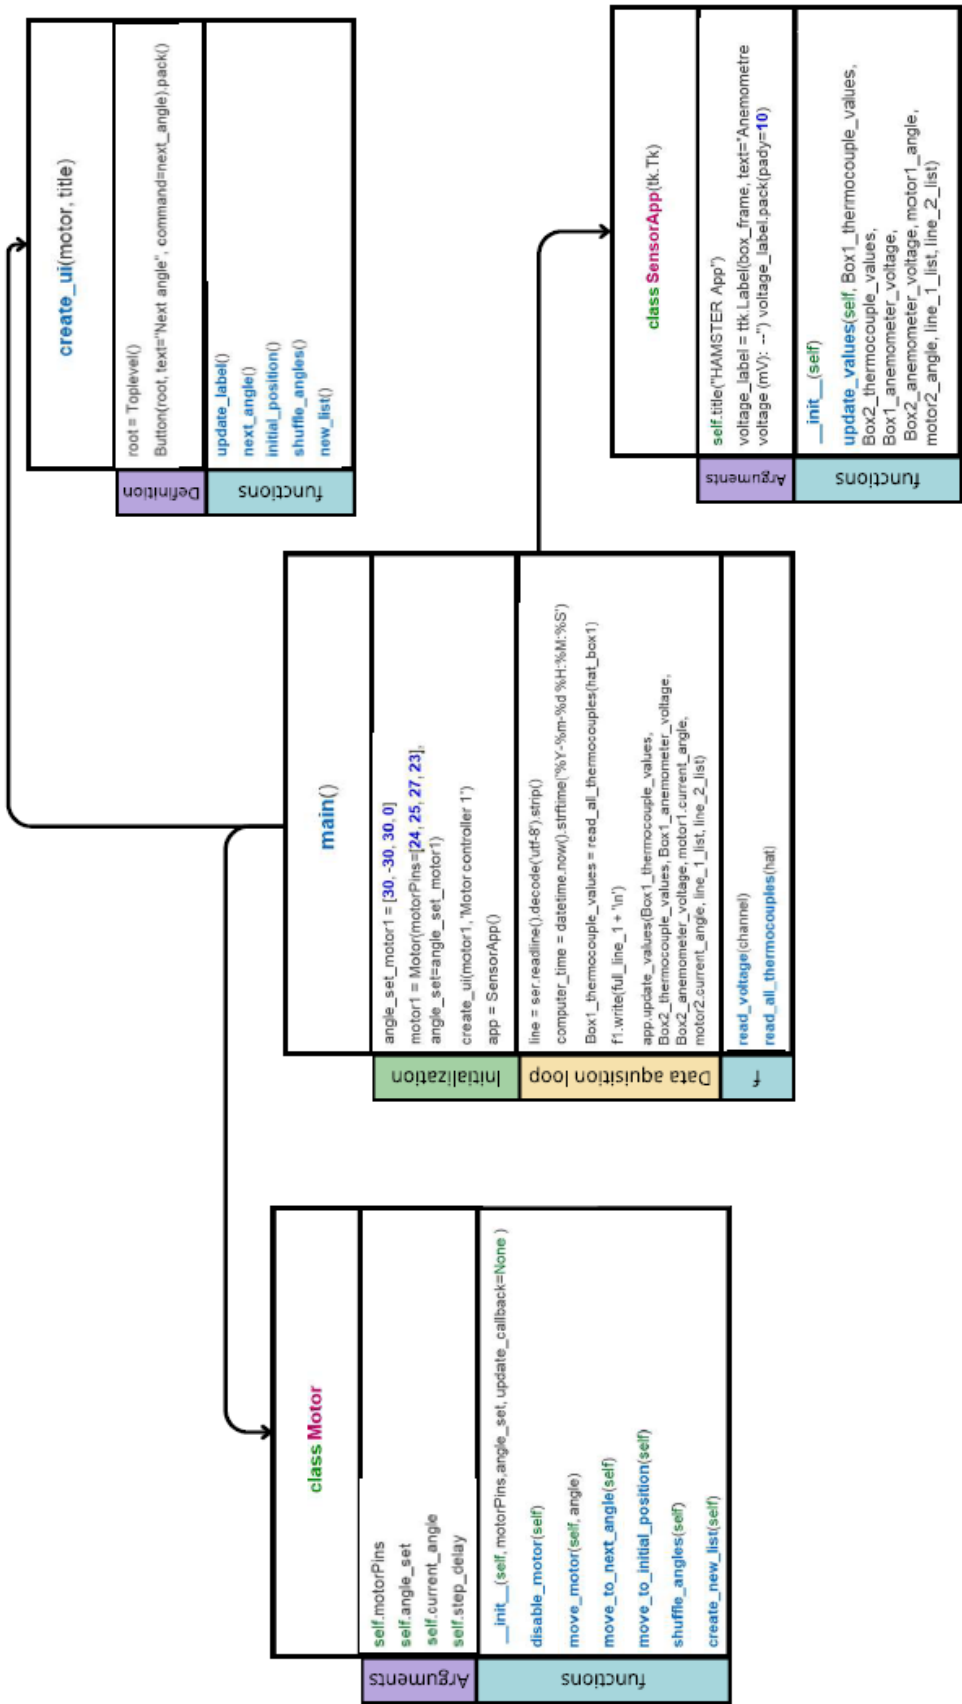 class Motor
Arguments
self.motorPins
self.angle_set
self.current_angle
self.step_delay
functions
__init__(self, motorPins,angle_set, update_callback=None )
disable_motor(self)
move_motor(self, angle)
move_to_next_angle(self)
move_to_initial_position(self)
shuffle_angles(self)
create_new_list(self)
main()
Initialization
angle_set_motor1 = [30, -30, 30, 0]
motor1 = Motor(motorPins=[24, 25, 27, 23],
angle_set=angle_set_motor1)
create_ui(motor1,"Motor controller 1")
app = SensorApp()
Data aquisition loop
line = ser.readline().decode('utf-8').strip()
computer_time = datetime.now().strftime('%Y-%m-%d %H:%M:%S')
Box1_thermocouple_values = read_all_thermocouples(hat_box1)
f1.write(full_line_1 + '\n')
app.update_values(Box1_thermocouple_values,
Box2_thermocouple_values, Box1_anemometer_voltage,
Box2_anemometer_voltage, motor1.current_angle,
motor2.current_angle, line_1_list, line_2_list)
f
read_voltage(channel)
read_all_thermocouples(hat)
create_ui(motor, title)
Definition
root = Toplevel()
Button(root, text="Next angle", command=next_angle).pack()
functions
update_label()
next_angle()
initial_position()
shuffle_angles()
new_list()
class SensorApp(tk.Tk)
Arguments
self.title("HAMSTER App")
voltage_label = ttk.Label(box_frame, text="Anemometre
voltage (mV): --") voltage_label.pack(pady=10)
functions
__init__(self)
update_values(self, Box1_thermocouple_values,
Box2_thermocouple_values,
Box1_anemometer_voltage,
Box2_anemometer_voltage, motor1_angle,
motor2_angle, line_1_list, line_2_list)